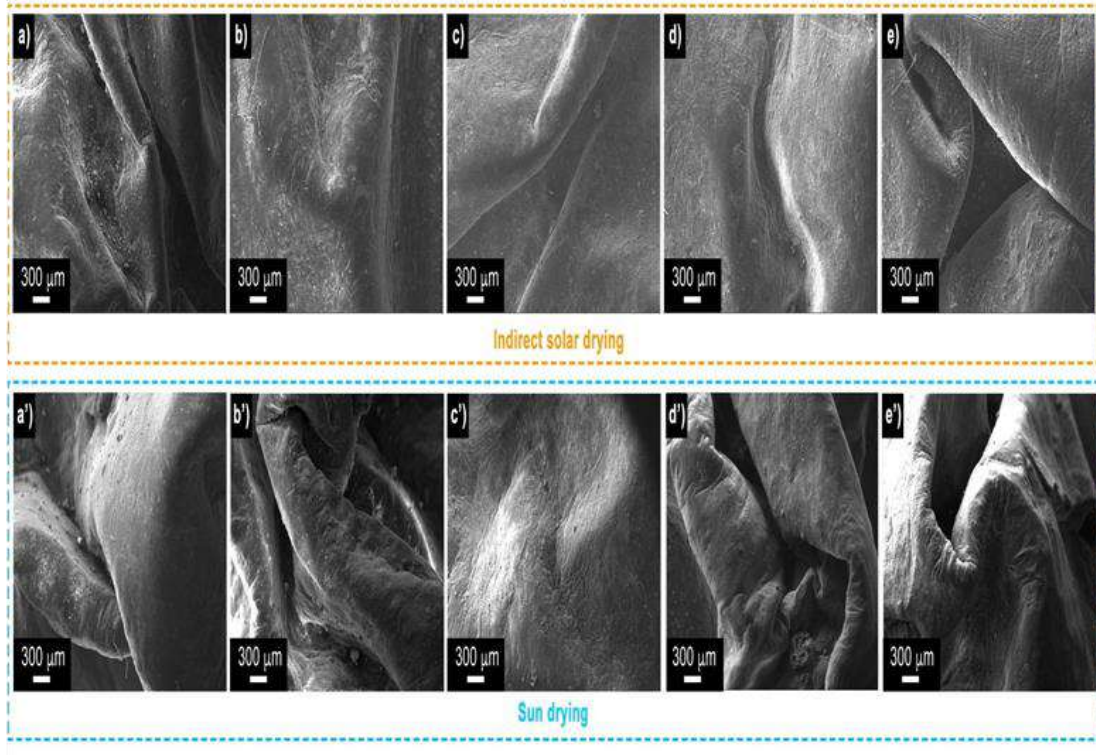 a) b) c) d) e)
300 µm 300 µm 300 µm 300 µm 300 µm
Indirect solar drying
a') b') c') d') e')
300 µm 300 µm 300 µm 300 µm 300 µm
Sun drying